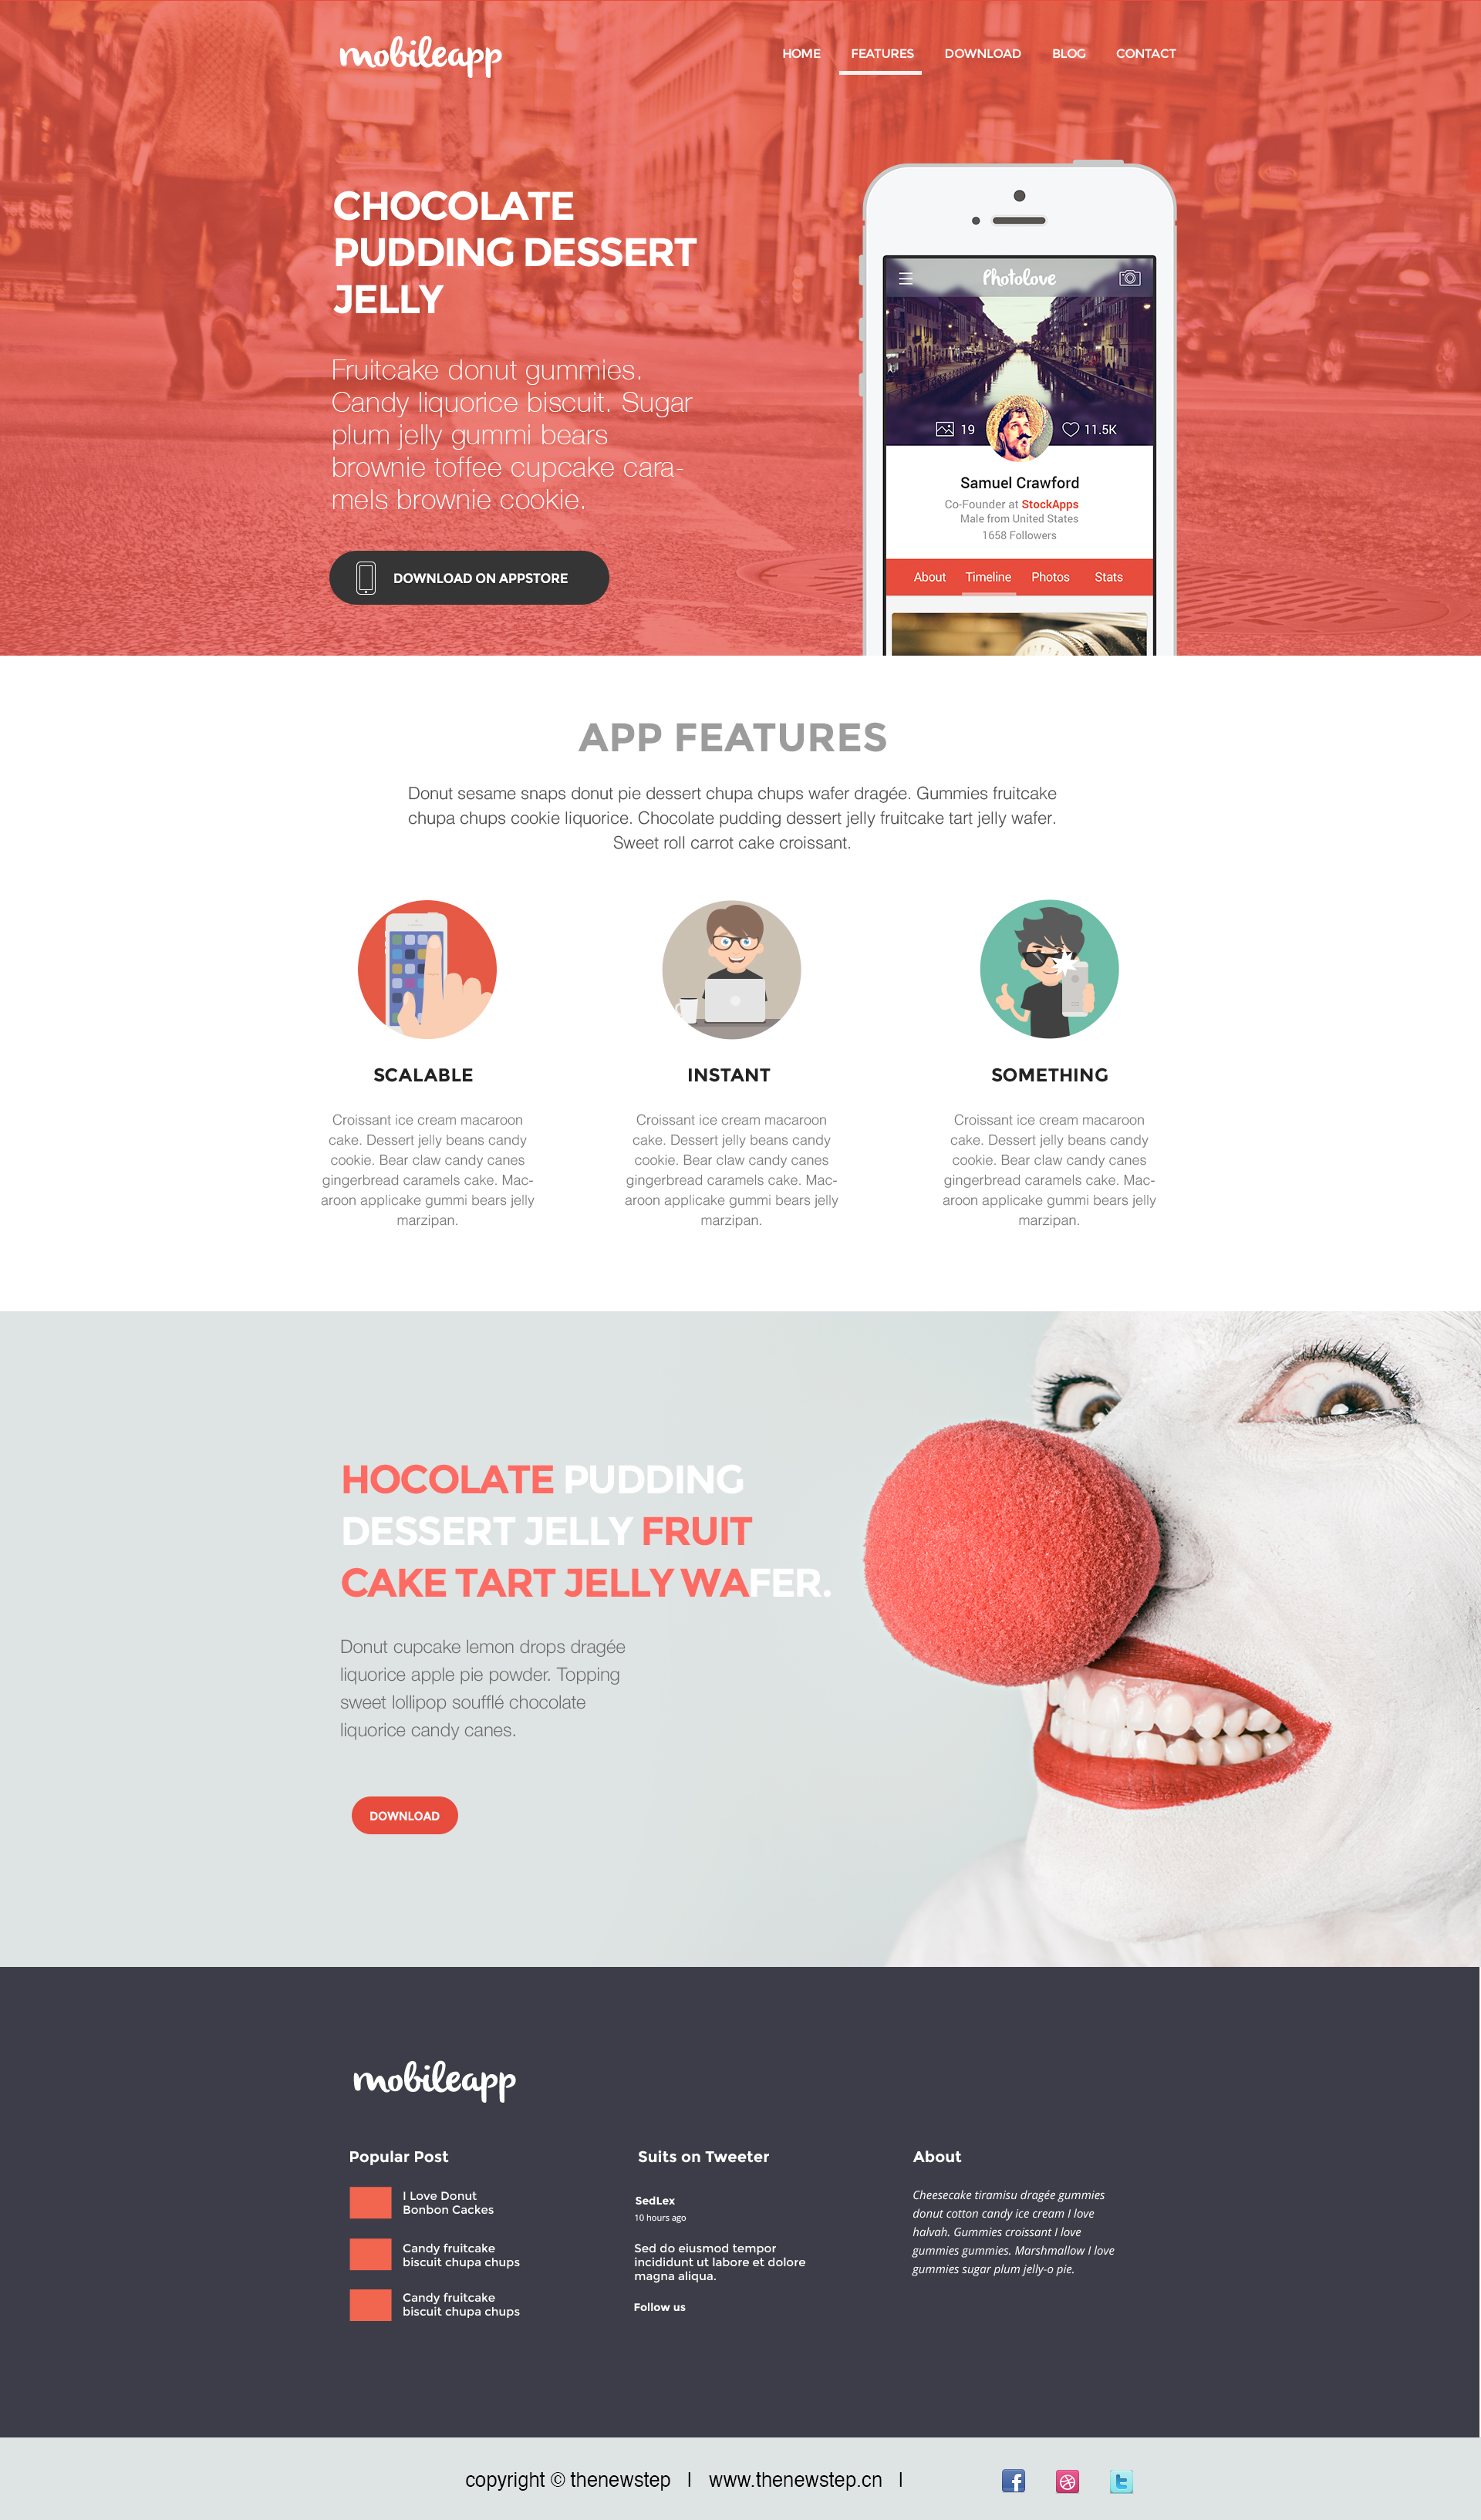 mobileapp
HOME FEATURES DOWNLOAD BLOG CONTACT
CHOCOLATE
PUDDING DESSERT
JELLY
Fruitcake donut gummies.
Candy liquorice biscuit. Sugar
plum jelly gummi bears
brownie toffee cupcake cara-
mels brownie cookie.
DOWNLOAD ON APPSTORE
Photolove
19
11.5K
Samuel Crawford
Co-Founder at StockApps
Male from United States
1658 Followers
About Timeline Photos Stats
APP FEATURES
Donut sesame snaps donut pie dessert chupa chups wafer dragée. Gummies fruitcake
chupa chups cookie liquorice. Chocolate pudding dessert jelly fruitcake tart jelly wafer.
Sweet roll carrot cake croissant.
SCALABLE
Croissant ice cream macaroon
cake. Dessert jelly beans candy
cookie. Bear claw candy canes
gingerbread caramels cake. Mac-
aroon applicake gummi bears jelly
marzipan.
INSTANT
Croissant ice cream macaroon
cake. Dessert jelly beans candy
cookie. Bear claw candy canes
gingerbread caramels cake. Mac-
aroon applicake gummi bears jelly
marzipan.
SOMETHING
Croissant ice cream macaroon
cake. Dessert jelly beans candy
cookie. Bear claw candy canes
gingerbread caramels cake. Mac-
aroon applicake gummi bears jelly
marzipan.
HOCOLATE PUDDING
DESSERT JELLY FRUIT
CAKE TART JELLY WAFER.
Donut cupcake lemon drops dragée
liquorice apple pie powder. Topping
sweet lollipop soufflé chocolate
liquorice candy canes.
DOWNLOAD
mobileapp
Popular Post
I Love Donut
Bonbon Cackes
Candy fruitcake
biscuit chupa chups
Candy fruitcake
biscuit chupa chups
Suits on Tweeter
SedLex
10 hours ago
Sed do eiusmod tempor
incididunt ut labore et dolore
magna aliqua.
Follow us
About
Cheesecake tiramisu dragée gummies
donut cotton candy ice cream I love
halvah. Gummies croissant I love
gummies gummies. Marshmallow I love
gummies sugar plum jelly-o pie.
copyright © thenewstep | www.thenewstep.cn |